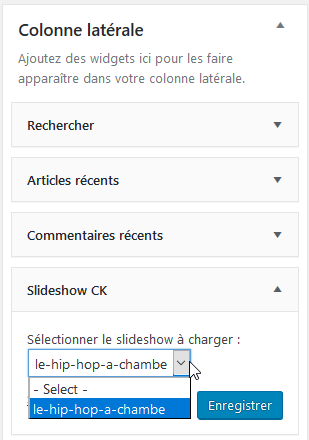 Colonne latérale
Ajoutez des widgets ici pour les faire
apparaître dans votre colonne latérale.
Rechercher
Articles récents
Commentaires récents
Slideshow CK
Sélectionner le slideshow à charger :
le-hip-hop-a-chambe
- Select -
le-hip-hop-a-chambe
Enregistrer